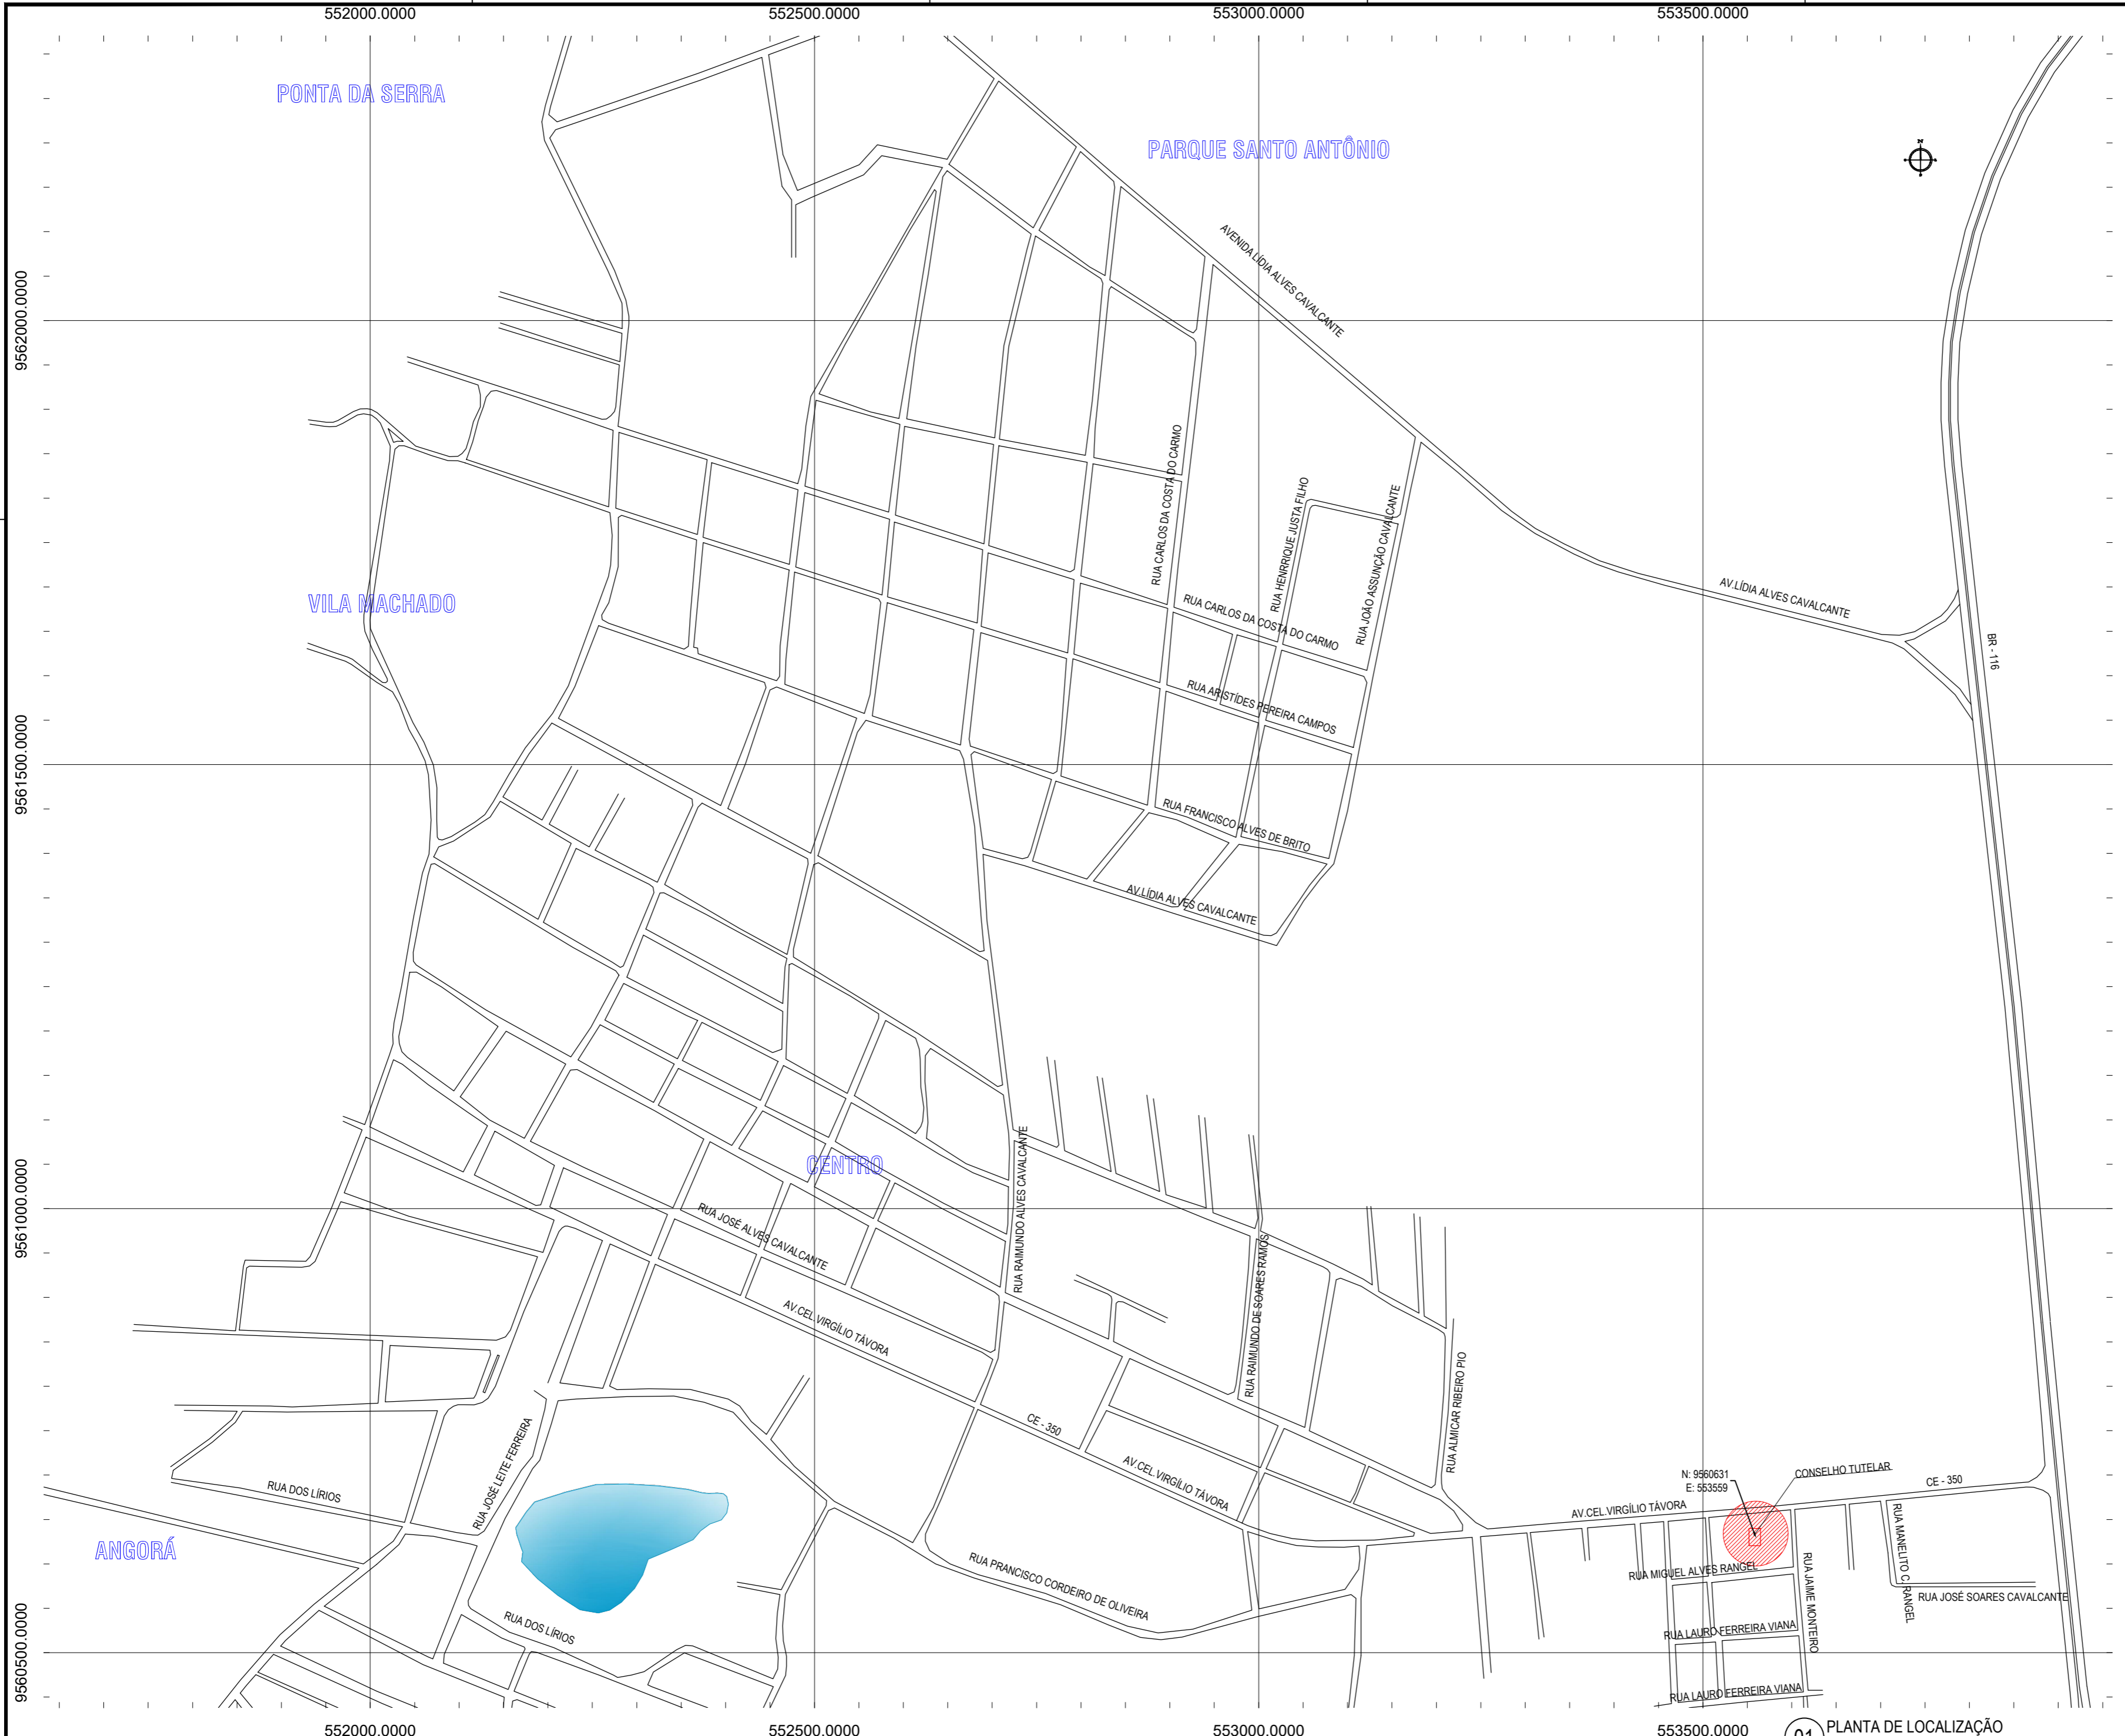 552000.0000
552500.0000
553000.0000
553500.0000
PONTA DA SERRA
PARQUE SANTO ANTÔNIO
N
AVENIDA LÍDIA ALVES CAVALCANTE
9562000.0000
RUA CARLOS DA COSTA DO CARMO
RUA HENRRIQUE JUSTA FILHO
RUA JOÃO ASSUNÇÃO CAVALCANTE
VILA MACHADO
RUA CARLOS DA COSTA DO CARMO
AV.LÍDIA ALVES CAVALCANTE
BR - 116
RUA ARISTÍDES PEREIRA CAMPOS
9561500.0000
RUA FRANCISCO ALVES DE BRITO
AV.LÍDIA ALVES CAVALCANTE
CENTRO
RUA RAIMUNDO ALVES CAVALCANTE
9561000.0000
RUA JOSÉ ALVES CAVALCANTE
RUA RAIMUNDO DE SOARES RAMOS
AV.CEL.VIRGÍLIO TÁVORA
RUA ALMICAR RIBEIRO PIO
RUA JOSÉ LEITE FERREIRA
CE - 350
AV.CEL.VIRGÍLIO TÁVORA
RUA DOS LÍRIOS
N: 9560631
E: 553559
CONSELHO TUTELAR
CE - 350
AV.CEL.VIRGÍLIO TÁVORA
ANGORÁ
RUA PRANCISCO CORDEIRO DE OLIVEIRA
RUA MIGUEL ALVES RANGEL
RUA JAIME MONTEIRO
RUA MANELITO C. RANGEL
RUA JOSÉ SOARES CAVALCANTE
RUA DOS LÍRIOS
RUA LAURO FERREIRA VIANA
9560500.0000
RUA LAURO FERREIRA VIANA
552000.0000
552500.0000
553000.0000
553500.0000
01
PLANTA DE LOCALIZAÇÃO